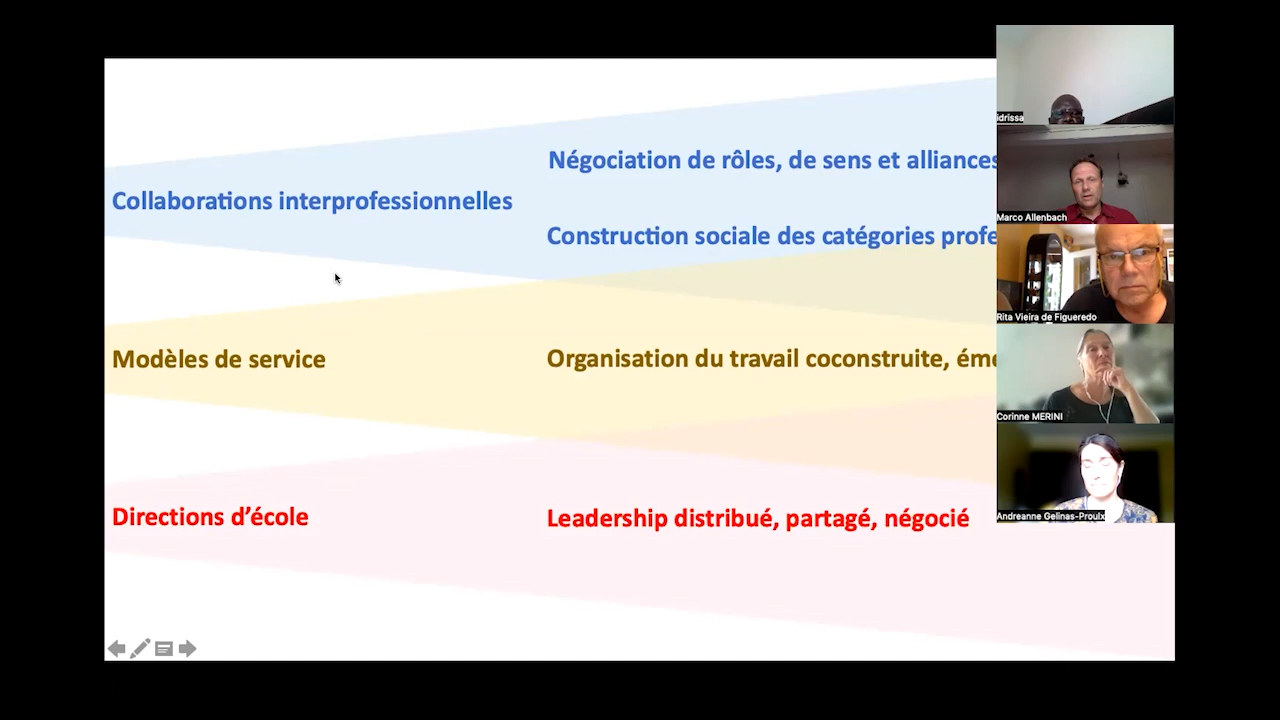 Négociation de rôles, de sens et alliances
Collaborations interprofessionnelles
Construction sociale des catégories profe
Modèles de service
Organisation du travail coconstruite, éme
Directions d'école
Leadership distribué, partagé, négocié
idrissa
Marco Allenbach
Rita Vieira de Figueredo
Corinne MERINI
Andreanne Gelinas-Proulx